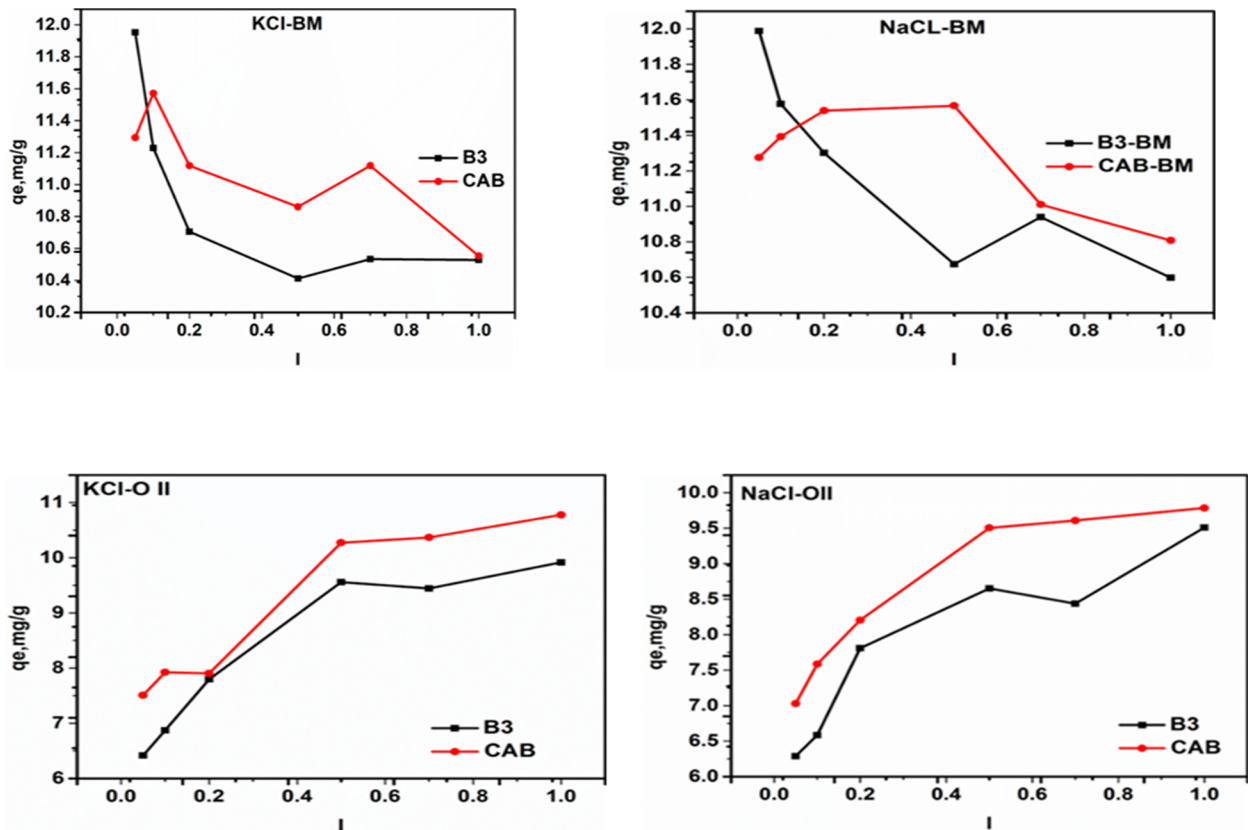 KCl-BM
12.0
11.8
11.6
11.4
11.2
11.0
10.8
10.6
10.4
10.2
qe,mg/g
B3
CAB
0.0 0.2 0.4 0.6 0.8 1.0
I
NaCL-BM
12.0
11.8
11.6
11.4
11.2
11.0
10.8
10.6
10.4
qe,mg/g
B3-BM
CAB-BM
0.0 0.2 0.4 0.6 0.8 1.0
I
KCl-O II
11
10
9
8
7
6
qe,mg/g
B3
CAB
0.0 0.2 0.4 0.6 0.8 1.0
I
NaCl-OII
10.0
9.5
9.0
8.5
8.0
7.5
7.0
6.5
6.0
qe,mg/g
B3
CAB
0.0 0.2 0.4 0.6 0.8 1.0
I